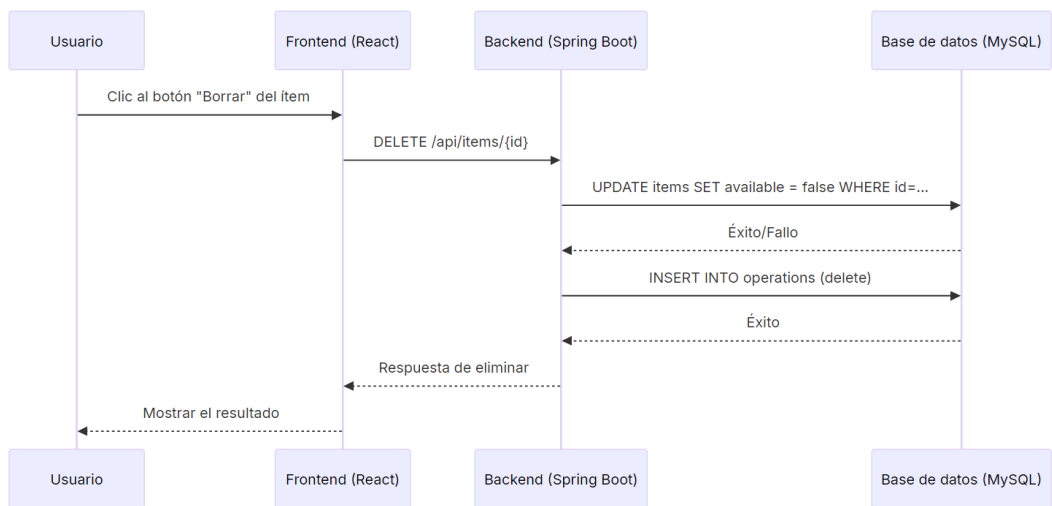 Usuario
Frontend (React)
Backend (Spring Boot)
Base de datos (MySQL)
Clic al botón "Borrar" del ítem
DELETE /api/items/{id}
UPDATE items SET available = false WHERE id=...
Éxito/Fallo
INSERT INTO operations (delete)
Éxito
Respuesta de eliminar
Mostrar el resultado
Usuario
Frontend (React)
Backend (Spring Boot)
Base de datos (MySQL)